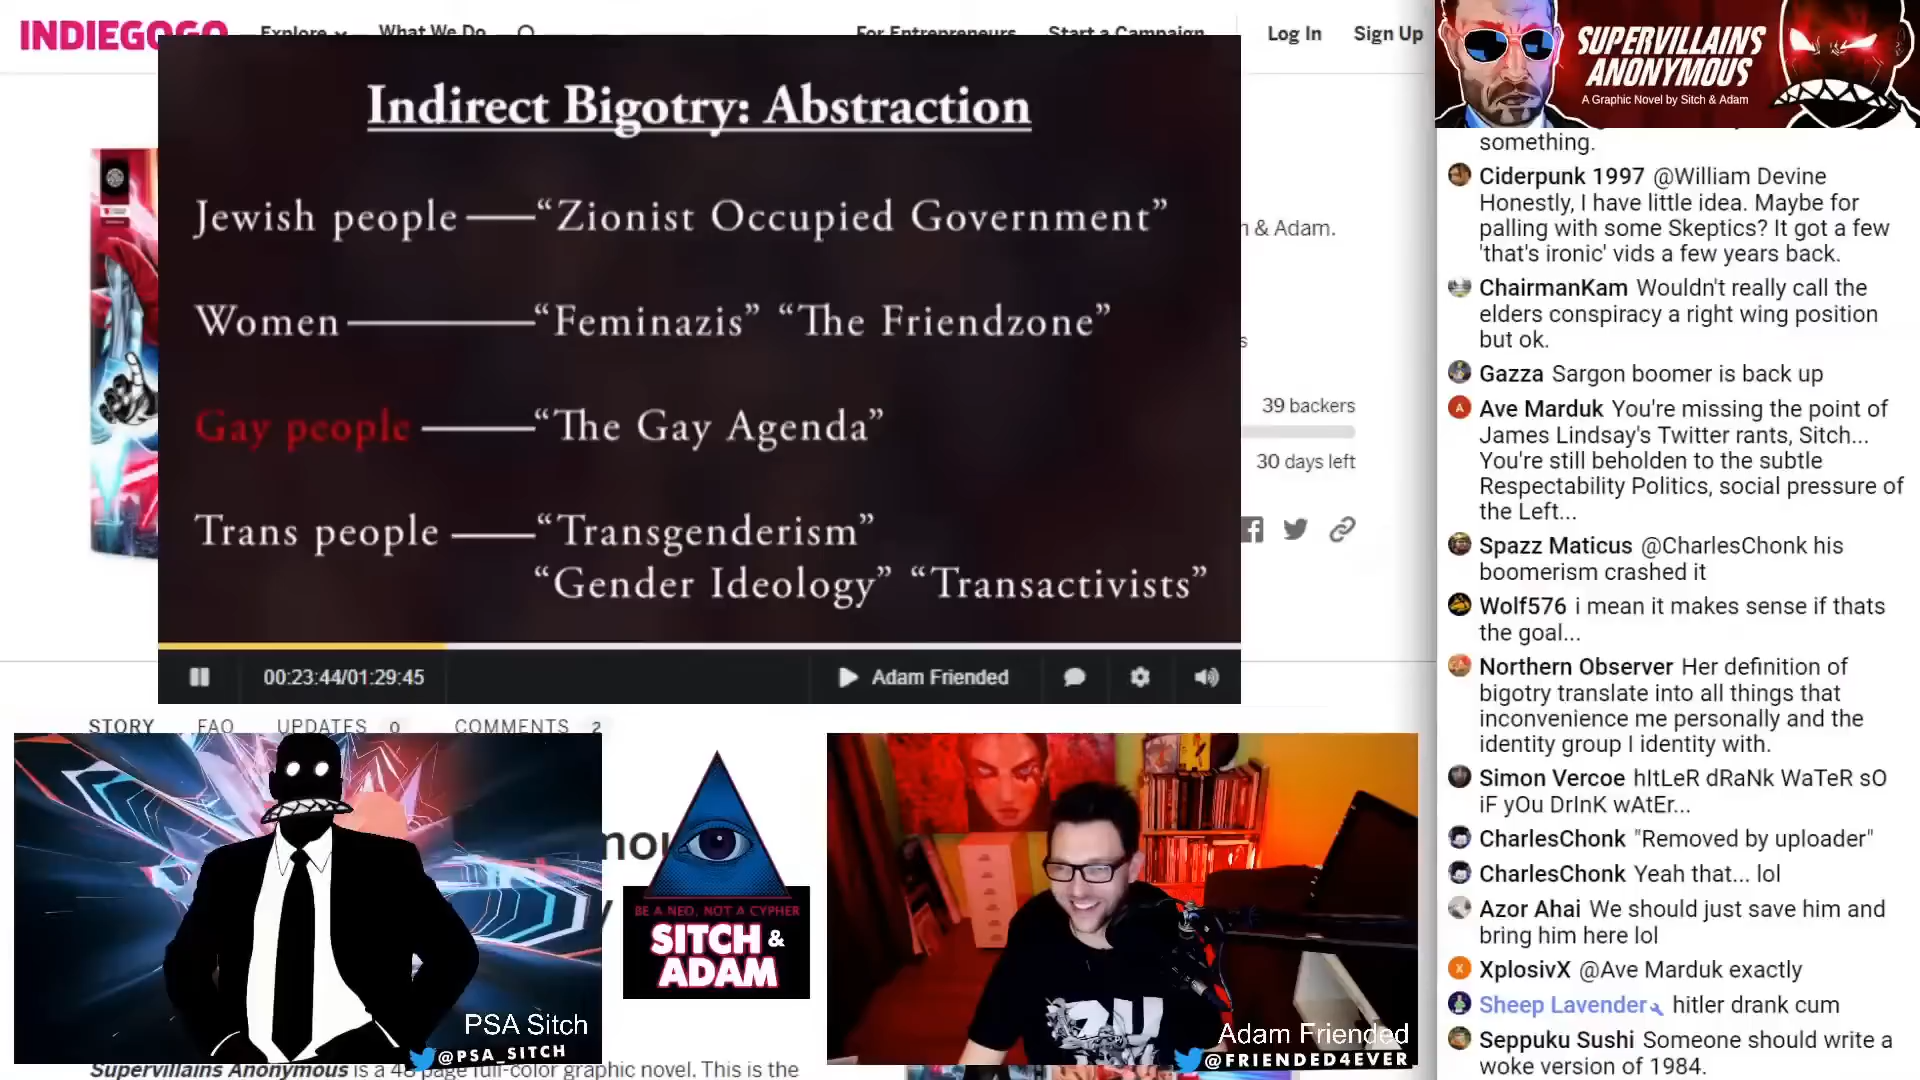 INDIEGOGO
Explore
What We Do
For Entrepreneurs
Start a Campaign
Log In
Sign Up
Indirect Bigotry: Abstraction
Jewish people — “Zionist Occupied Government”
Women — “Feminazis” “The Friendzone”
Gay people — “The Gay Agenda”
Trans people — “Transgenderism”
“Gender Ideology” “Transactivists”
& Adam.
39 backers
30 days left
00:23:44/01:29:45
Adam Friended
STORY
FAQ
UPDATES 0
COMMENTS 2
BE A NEO, NOT A CYPHER
SITCH &
ADAM
PSA Sitch
@PSA_SITCH
Adam Friended
@FRIENDED4EVER
Supervillains Anonymous is a 48 page full-color graphic novel. This is the
SUPERVILLAINS
ANONYMOUS
A Graphic Novel by Sitch & Adam
something.
Ciderpunk 1997 @William Devine
Honestly, I have little idea. Maybe for
palling with some Skeptics? It got a few
'that's ironic' vids a few years back.
ChairmanKam Wouldn't really call the
elders conspiracy a right wing position
but ok.
Gazza Sargon boomer is back up
A Ave Marduk You're missing the point of
James Lindsay's Twitter rants, Sitch...
You're still beholden to the subtle
Respectability Politics, social pressure of
the Left...
Spazz Maticus @CharlesChonk his
boomerism crashed it
Wolf576 i mean it makes sense if thats
the goal...
Northern Observer Her definition of
bigotry translate into all things that
inconvenience me personally and the
identity group I identity with.
Simon Vercoe hItLeR dRaNk WaTeR sO
iF yOu DrInK wAtEr...
CharlesChonk "Removed by uploader"
CharlesChonk Yeah that... lol
Azor Ahai We should just save him and
bring him here lol
X XplosivX @Ave Marduk exactly
Sheep Lavender hitler drank cum
Seppuku Sushi Someone should write a
woke version of 1984.